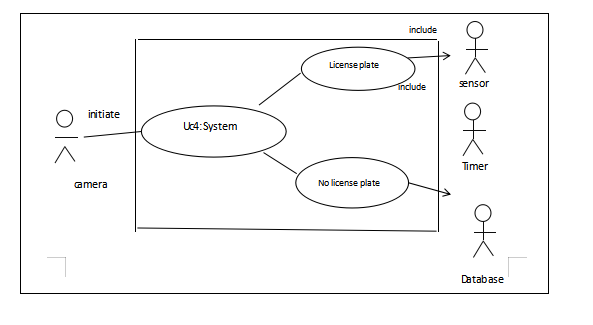 include
License plate
include
sensor
initiate
Uc4: System
Timer
No license plate
camera
Database